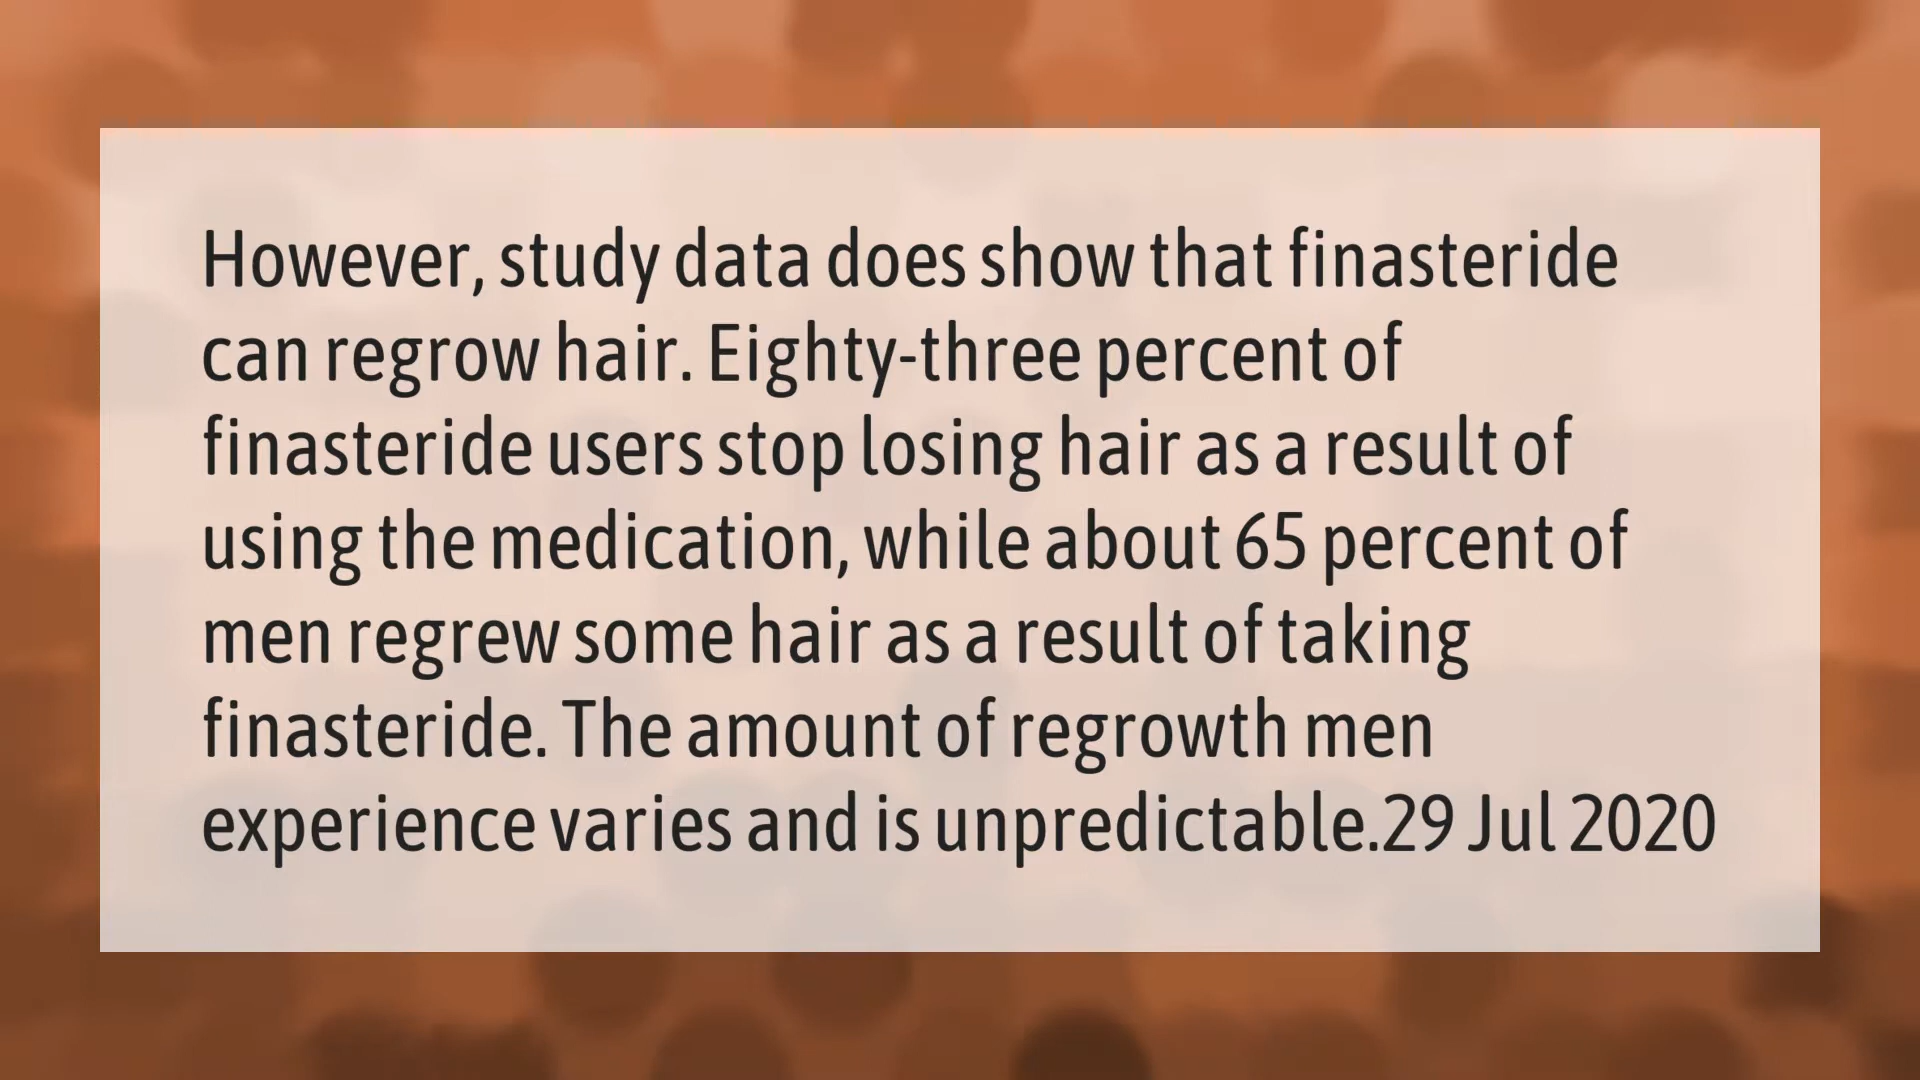 However, study data does show that finasteride
can regrow hair. Eighty-three percent of
finasteride users stop losing hair as a result of
using the medication, while about 65 percent of
men regrew some hair as a result of taking
finasteride. The amount of regrowth men
experience varies and is unpredictable.29 Jul 2020